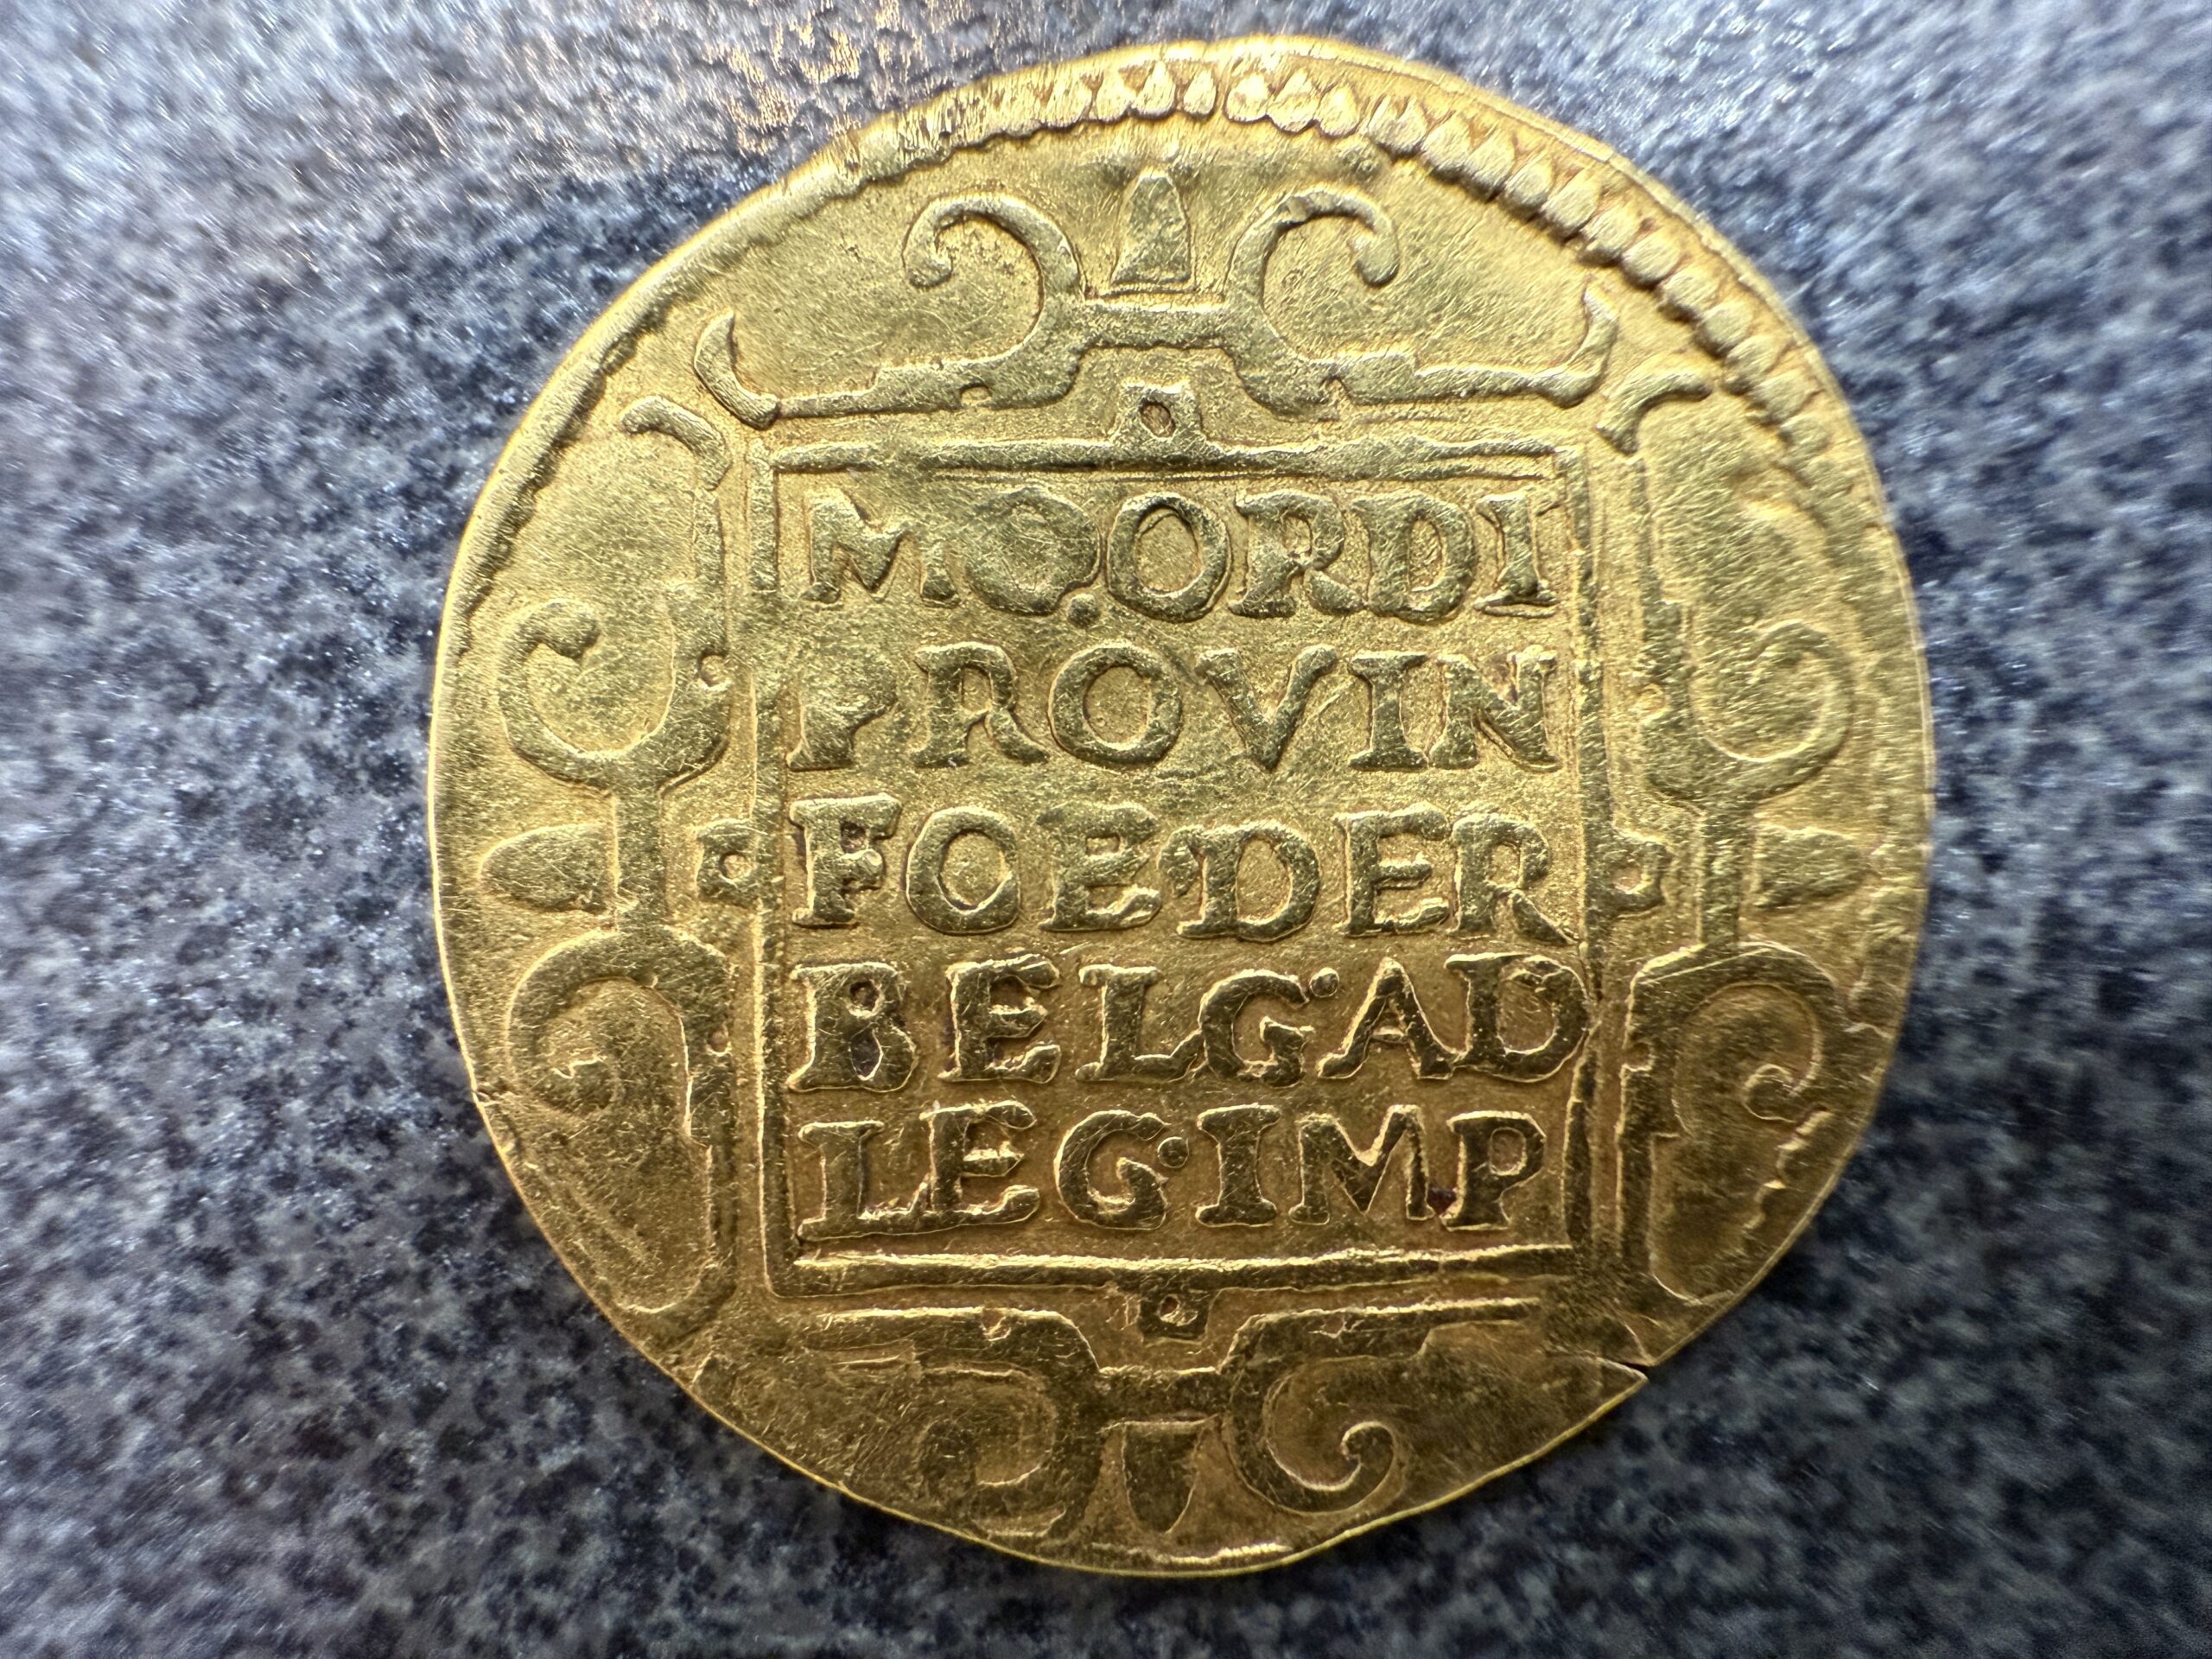 MO.ORDI
PROVIN
FOE·DER
BELG·AD
LEG·IMP